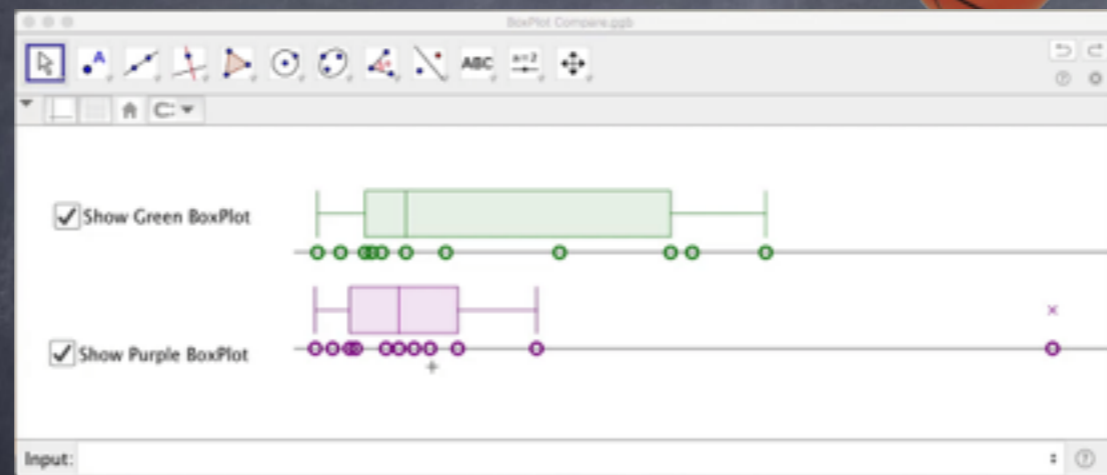 BoxPlot Compare.ggb
A
ABC
a=2
Show Green BoxPlot
Show Purple BoxPlot
Input: